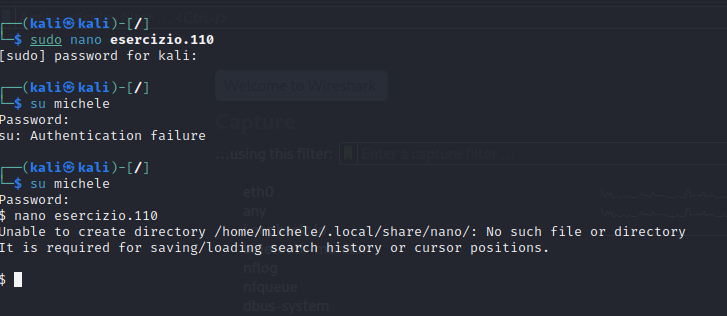 (kali㉿kali)-[/]
$ sudo nano esercizio.110
[sudo] password for kali:
Welcome to Wireshark
(kali㉿kali)-[/]
$ su michele
Password:
Capture
su: Authentication failure
...using this filter: Enter a capture filter
(kali㉿kali)-[/]
$ su michele
eth0
Password:
any
$ nano esercizio.110
Unable to create directory /home/michele/.local/share/nano/: No such file or directory
It is required for saving/loading search history or cursor positions.
nflog
$
nfqueue
dbus-system